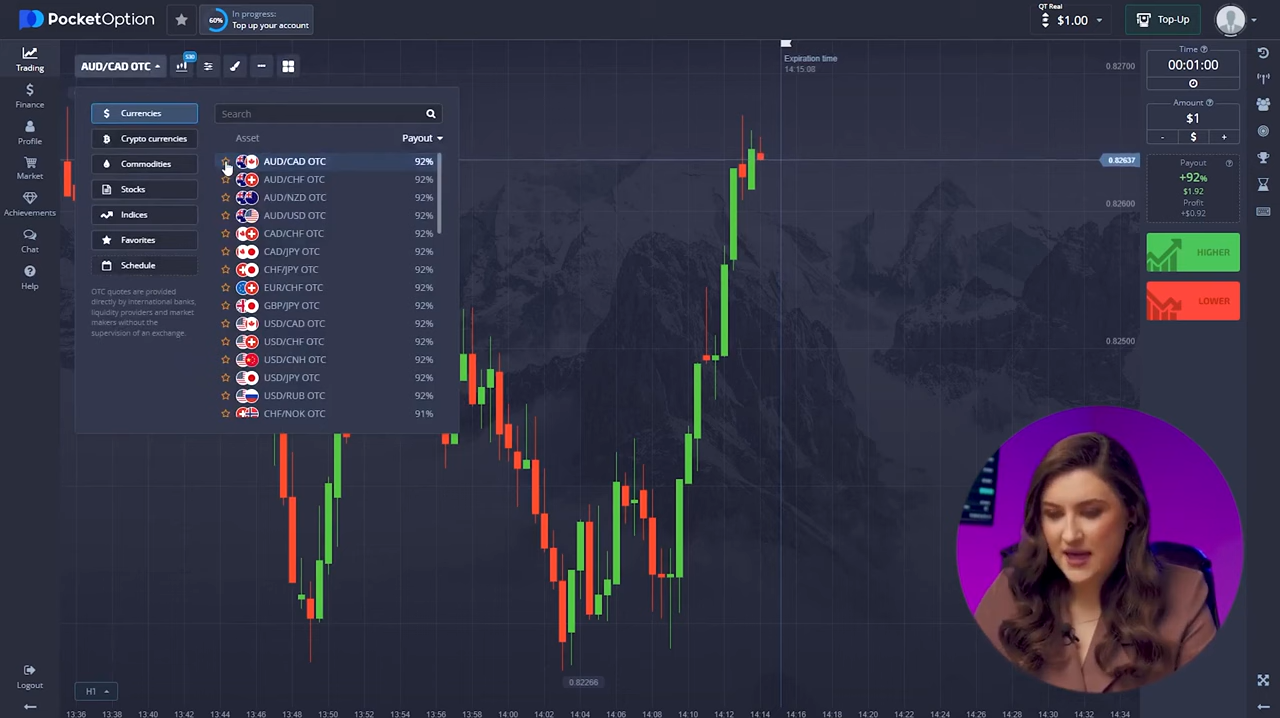 PocketOption
60%
In progress:
Top up your account
QT Real
$1.00
Top-Up
Trading
Finance
Profile
Market
Achievements
Chat
Help
Logout
AUD/CAD OTC
S30
Currencies
Crypto currencies
Commodities
Stocks
Indices
Favorites
Schedule
OTC quotes are provided
directly by international banks,
liquidity providers and market
makers without the
supervision of an exchange.
Search
Asset Payout
AUD/CAD OTC 92%
AUD/CHF OTC 92%
AUD/NZD OTC 92%
AUD/USD OTC 92%
CAD/CHF OTC 92%
CAD/JPY OTC 92%
CHF/JPY OTC 92%
EUR/CHF OTC 92%
GBP/JPY OTC 92%
USD/CAD OTC 92%
USD/CHF OTC 92%
USD/CNH OTC 92%
USD/JPY OTC 92%
USD/RUB OTC 92%
CHF/NOK OTC 91%
Expiration time
14:15:08
0.82700
0.82637
0.82600
0.82500
0.82266
Time
00:01:00
Amount
$1
- $ +
Payout
+92%
$1.92
Profit
+$0.92
HIGHER
LOWER
H1
13:36 13:38 13:40 13:42 13:44 13:46 13:48 13:50 13:52 13:54 13:56 13:58 14:00 14:02 14:04 14:06 14:08 14:10 14:12 14:14 14:16 14:18 14:20 14:22 14:24 14:26 14:28 14:30 14:32 14:34